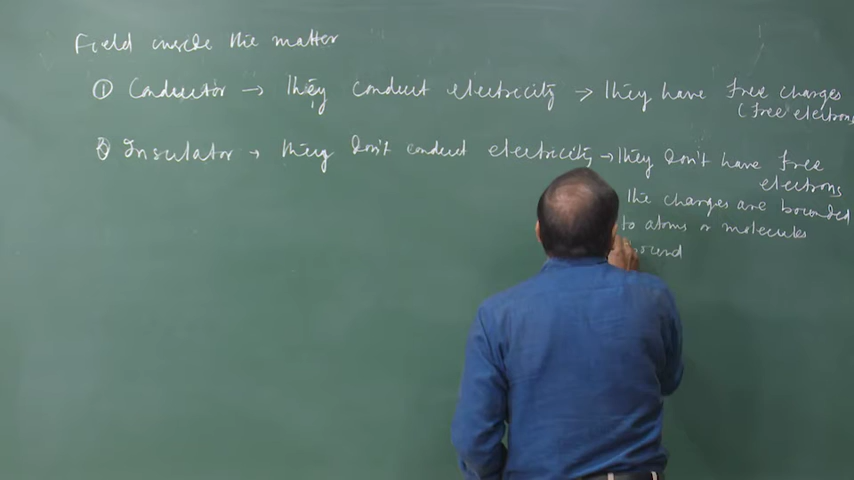 Field inside the matter
① Conductor → They conduct electricity → They have free charges
(free electrons
② Insulator → They Don't conduct electricity → They Don't have free
electrons
The charges are bounded
to atoms or molecules
bound